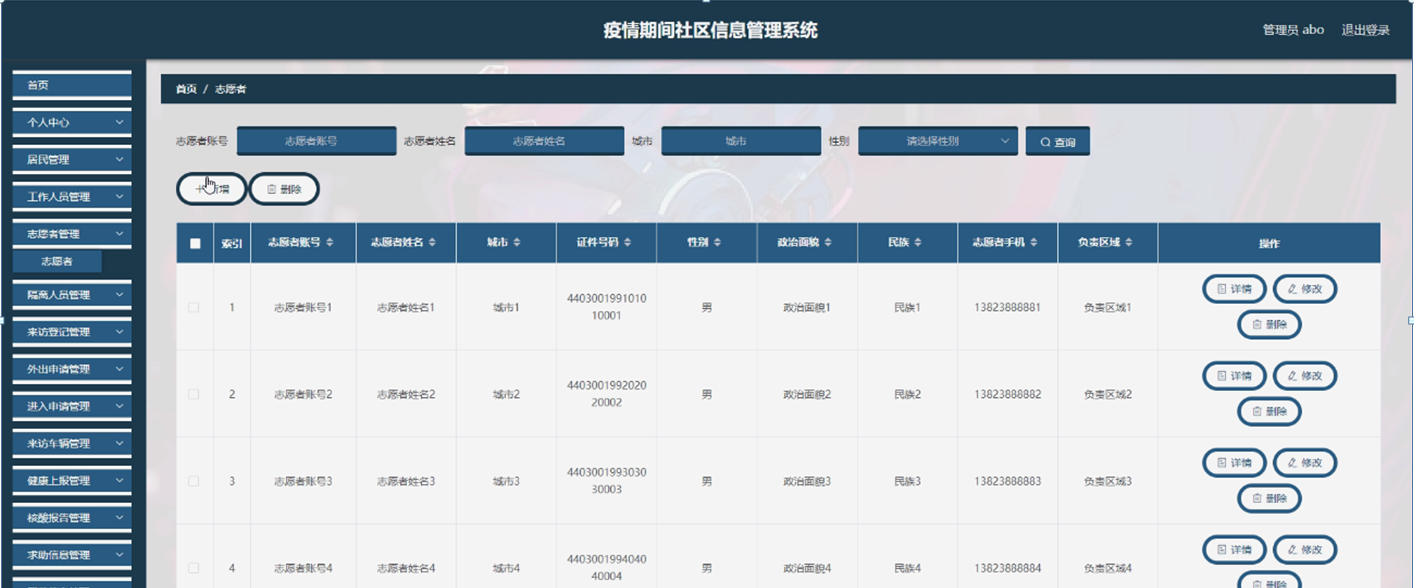 疫情期间社区信息管理系统
管理员 abo 退出登录
首页
个人中心
居民管理
工作人员管理
志愿者管理
志愿者
隔离人员管理
来访登记管理
外出申请管理
进入申请管理
来访车辆管理
健康上报管理
核酸报告管理
求助信息管理
首页 / 志愿者
志愿者账号 志愿者账号 志愿者姓名 志愿者姓名 城市 城市 性别 请选择性别 查询
新增 删除
索引 志愿者账号 志愿者姓名 城市 证件号码 性别 政治面貌 民族 志愿者手机 负责区域 操作
1 志愿者账号1 志愿者姓名1 城市1 4403001991010 男 政治面貌1 民族1 13823888881 负责区域1 详情 修改
10001 删除
2 志愿者账号2 志愿者姓名2 城市2 4403001992020 男 政治面貌2 民族2 13823888882 负责区域2 详情 修改
20002 删除
3 志愿者账号3 志愿者姓名3 城市3 4403001993030 男 政治面貌3 民族3 13823888883 负责区域3 详情 修改
30003 删除
4 志愿者账号4 志愿者姓名4 城市4 4403001994040 男 政治面貌4 民族4 13823888884 负责区域4 详情 修改
40004 删除